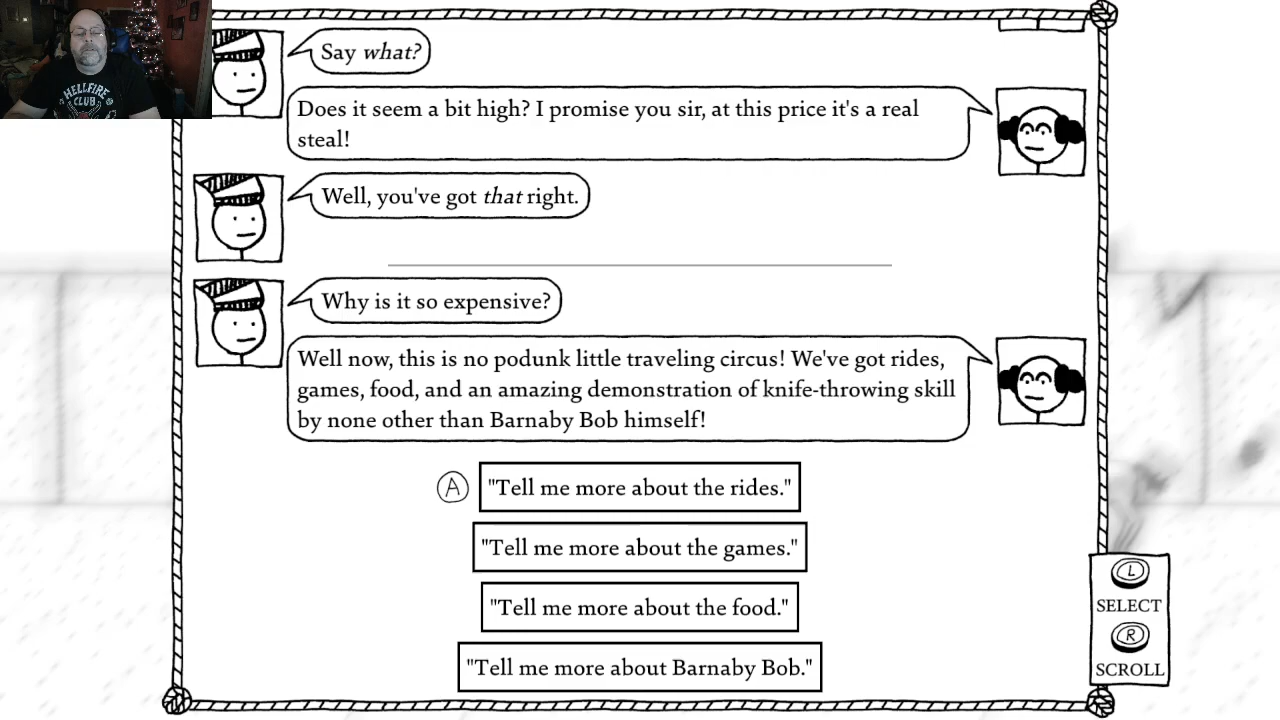 Say what?
Does it seem a bit high? I promise you sir, at this price it's a real
steal!
Well, you've got that right.
Why is it so expensive?
Well now, this is no podunk little traveling circus! We've got rides,
games, food, and an amazing demonstration of knife-throwing skill
by none other than Barnaby Bob himself!
A "Tell me more about the rides."
"Tell me more about the games."
"Tell me more about the food."
"Tell me more about Barnaby Bob."
L
SELECT
R
SCROLL
HELLFIRE
CLUB